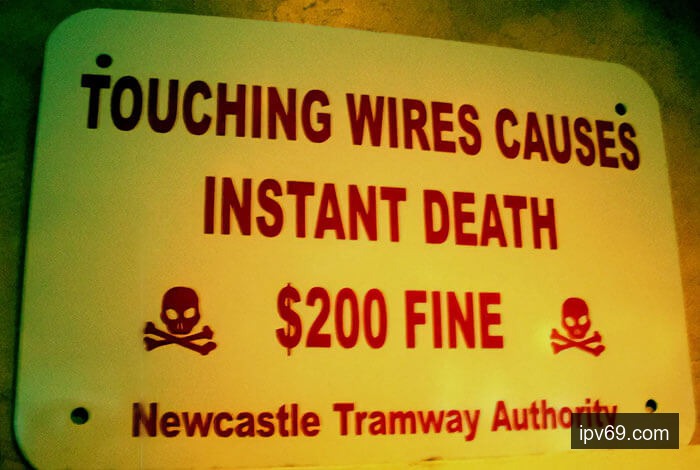 TOUCHING WIRES CAUSES
INSTANT DEATH
$200 FINE
Newcastle Tramway Authority
ipv69.com